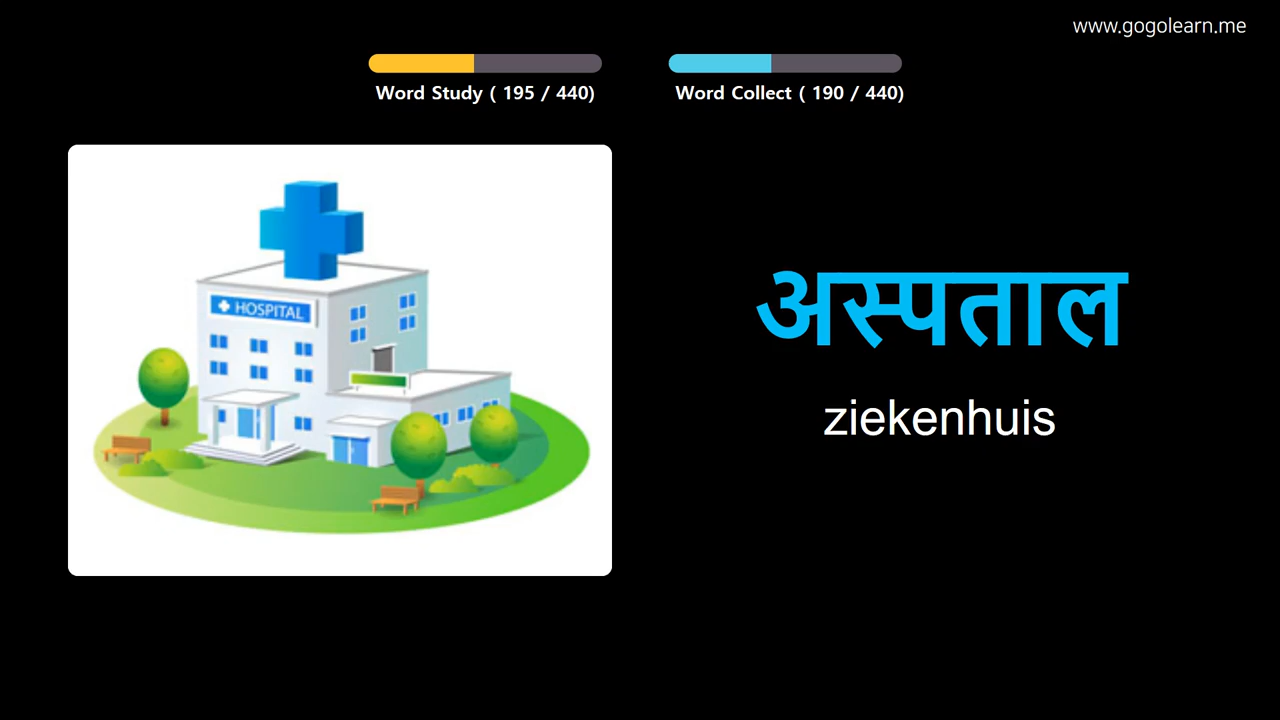 www.gogolearn.me
Word Study ( 195 / 440)
Word Collect ( 190 / 440)
HOSPITAL
अस्पताल
ziekenhuis